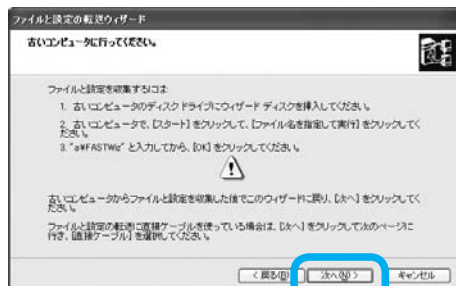 ファイルと設定の転送ウィザード
古いコンピュータに行ってください。
ファイルと設定を収集するには:
1. 古いコンピュータのディスク ドライブにウィザード ディスクを挿入してください。
2. 古いコンピュータで、[スタート] をクリックして、[ファイル名を指定して実行] をクリックしてく
ださい。
3. "a:¥FASTWiz" と入力してから、[OK] をクリックしてください。
古いコンピュータからファイルと設定を収集した後でこのウィザードに戻り、[次へ] をクリックしてく
ださい。
ファイルと設定の転送に直接ケーブルを使っている場合は、[次へ] をクリックして次のページに
行き、[直接ケーブル] を選択してください。
< 戻る(B)
次へ(N) >
キャンセル